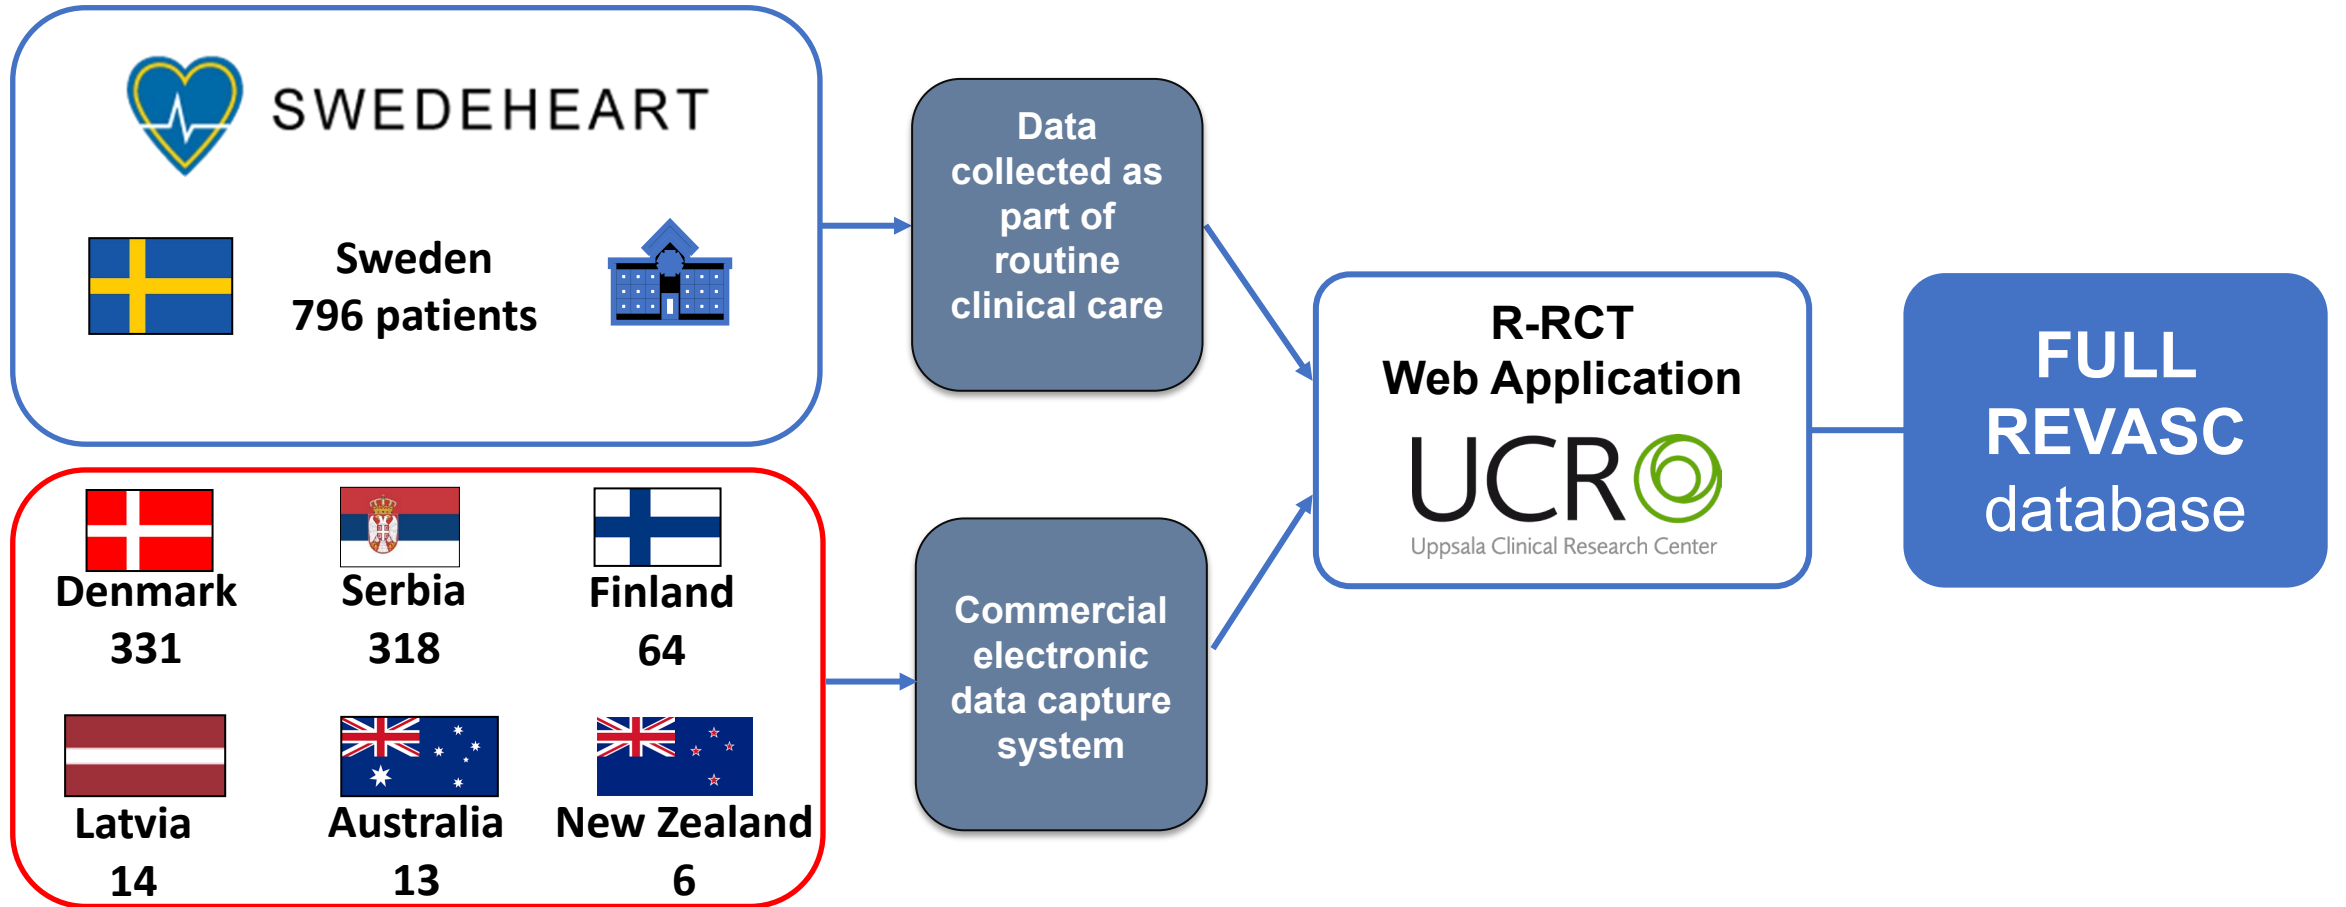 SWEDEHEART
Sweden
796 patients
Data
collected as
part of
routine
clinical care
Denmark
331
Serbia
318
Finland
64
Latvia
14
Australia
13
New Zealand
6
Commercial
electronic
data capture
system
R-RCT
Web Application
UCR
Uppsala Clinical Research Center
FULL
REVASC
database